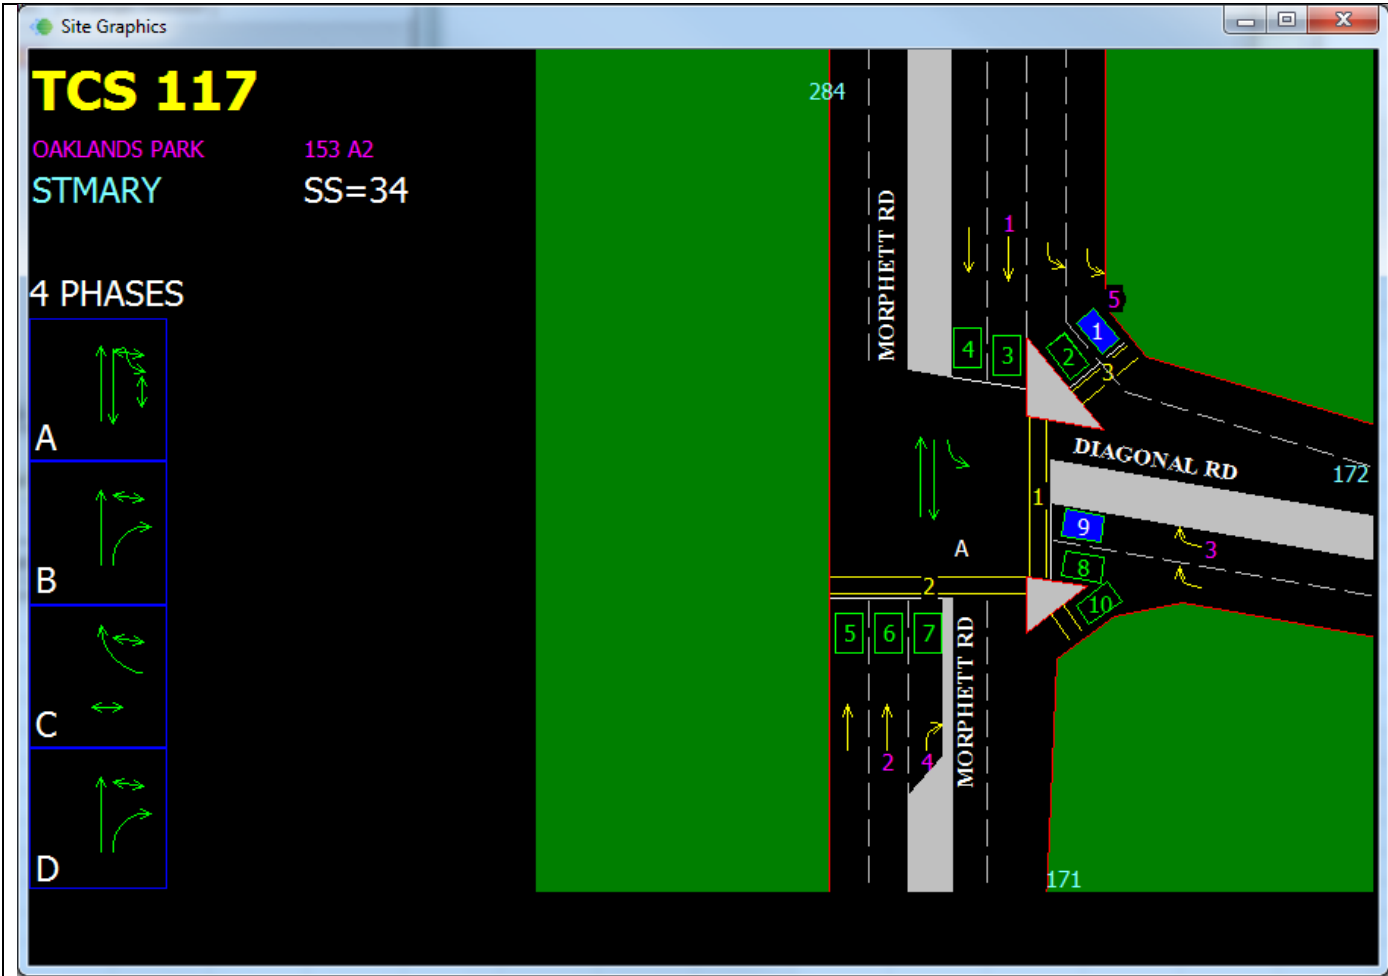 Site Graphics
TCS 117
OAKLANDS PARK 153 A2
STMARY SS=34
4 PHASES
A
B
C
D
284
MORPHETT RD
1
5
1
4
3
2
3
DIAGONAL RD
172
1
9
3
A
8
2
10
5
6
7
MORPHETT RD
2
4
171